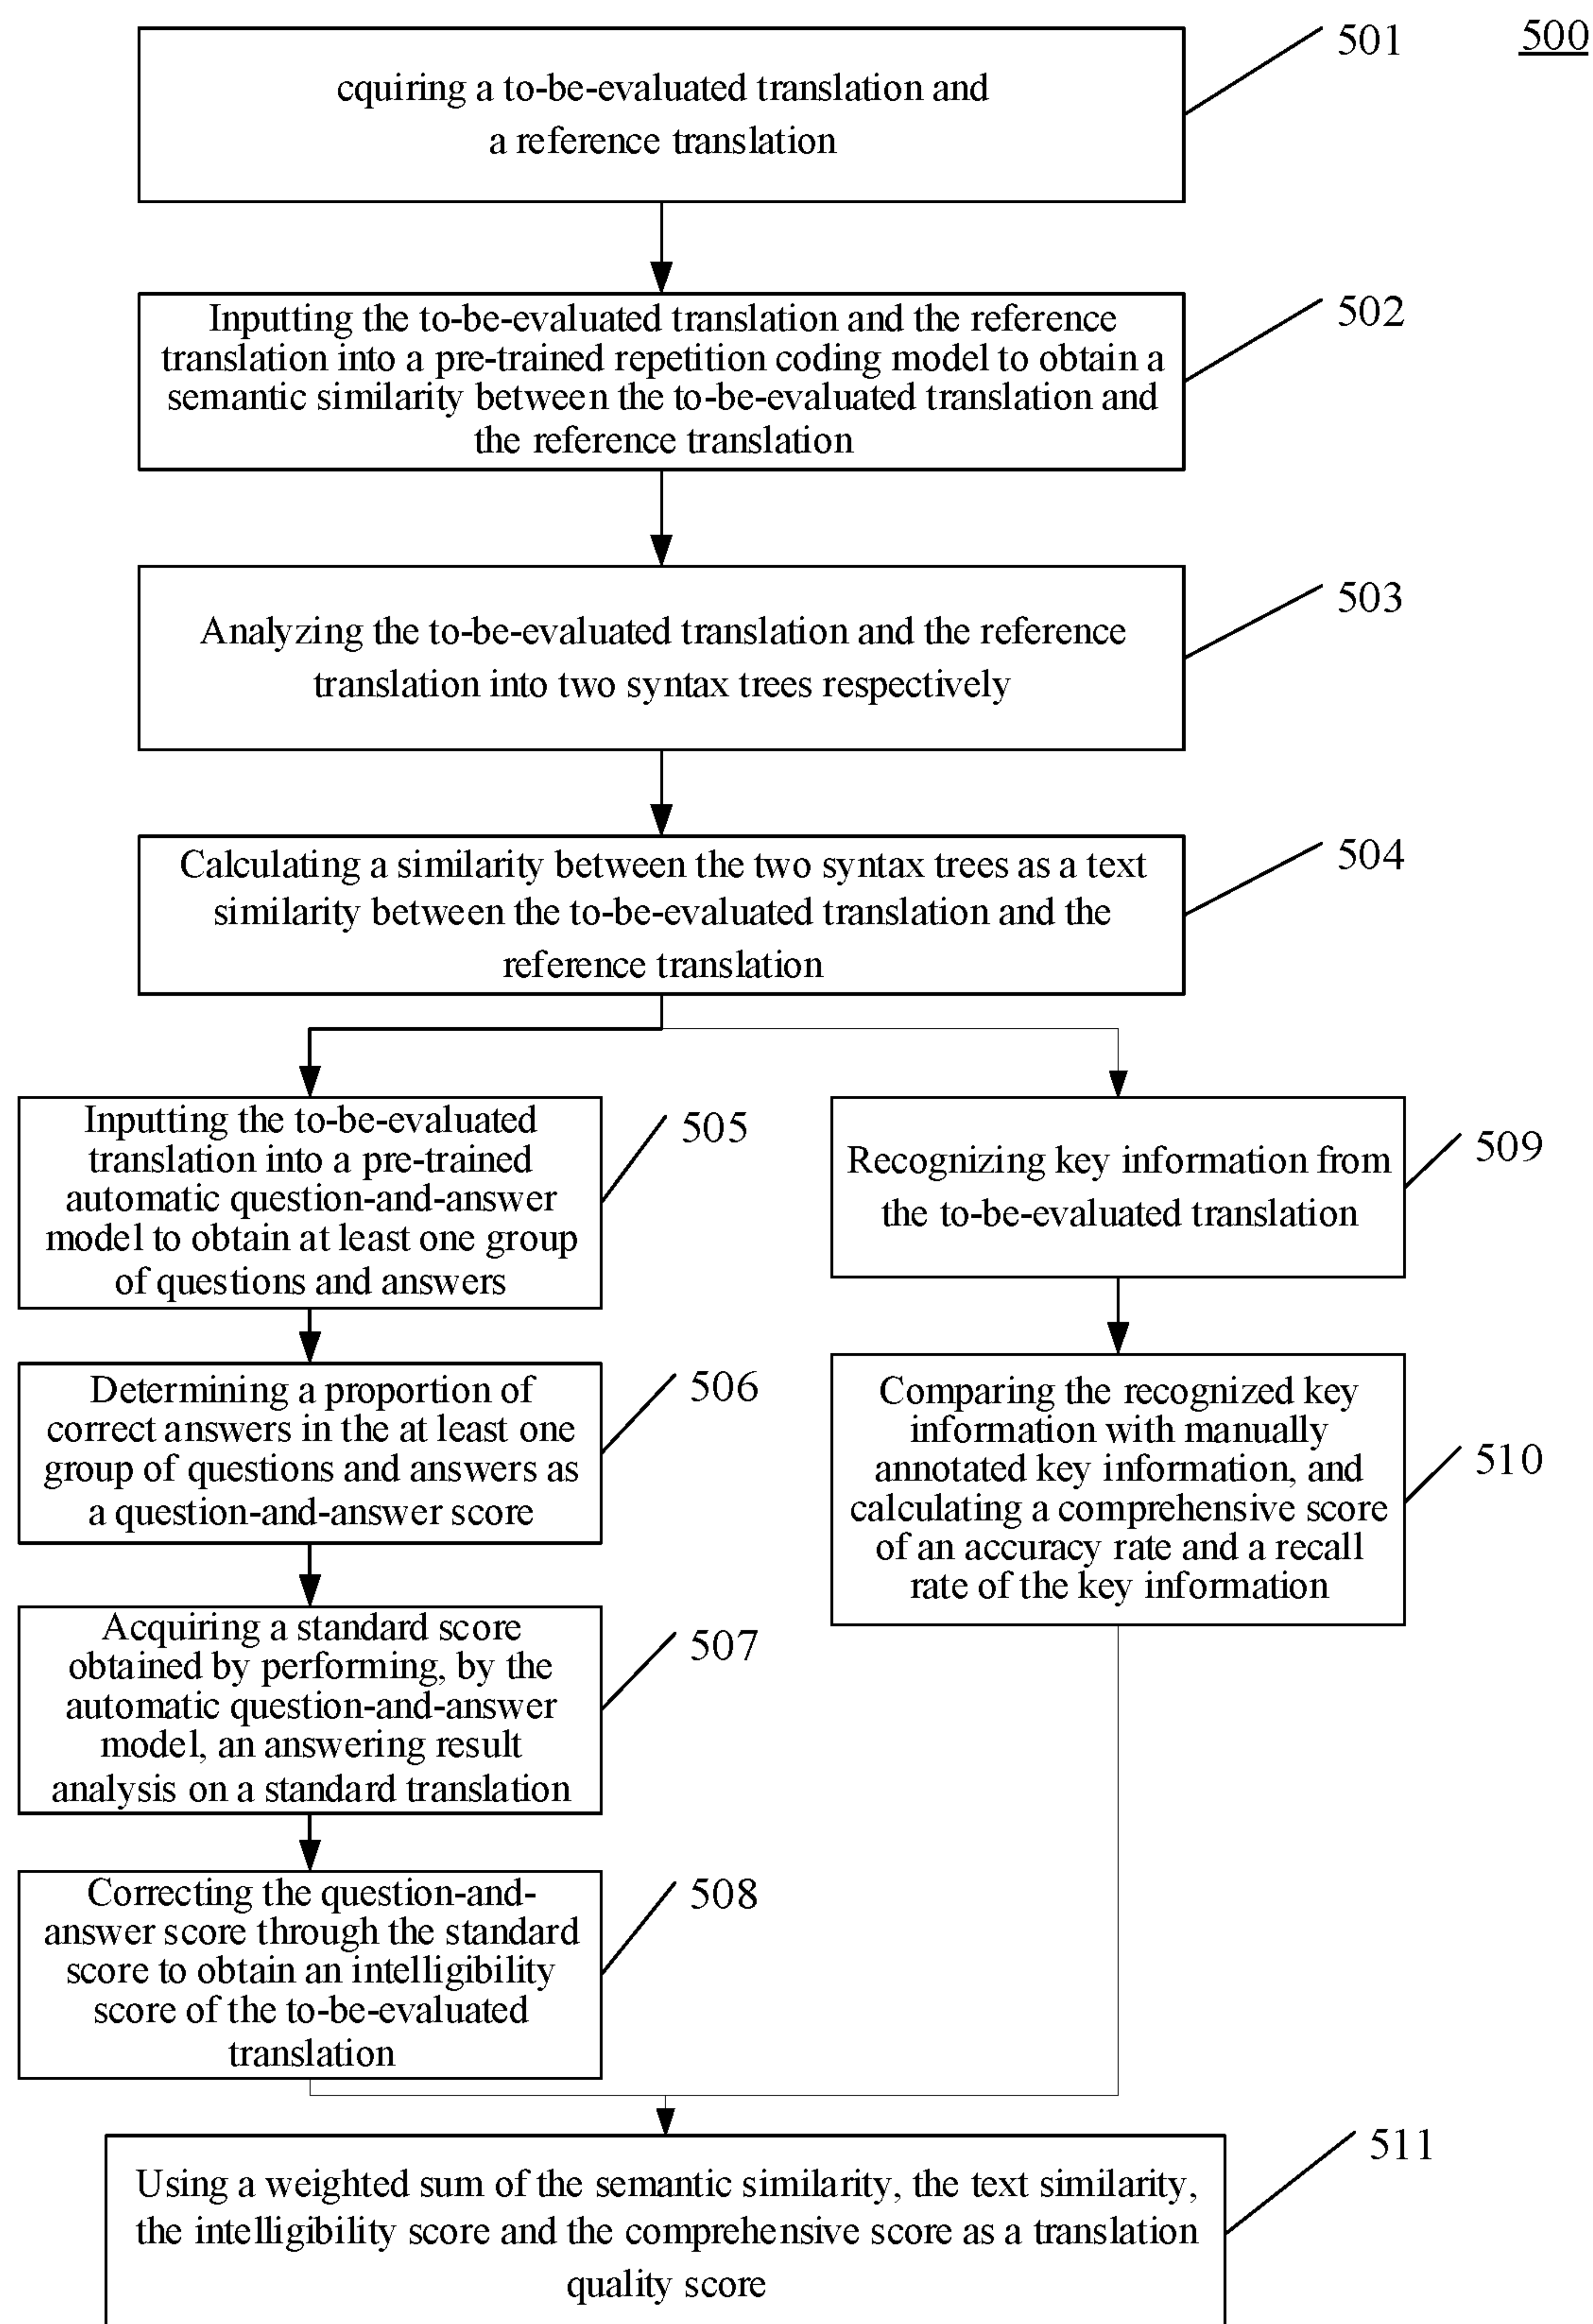 500
501
cquiring a to-be-evaluated translation and
a reference translation
502
Inputting the to-be-evaluated translation and the reference
translation into a pre-trained repetition coding model to obtain a
semantic similarity between the to-be-evaluated translation and
the reference translation
503
Analyzing the to-be-evaluated translation and the reference
translation into two syntax trees respectively
504
Calculating a similarity between the two syntax trees as a text
similarity between the to-be-evaluated translation and the
reference translation
505
Inputting the to-be-evaluated
translation into a pre-trained
automatic question-and-answer
model to obtain at least one group
of questions and answers
506
Determining a proportion of
correct answers in the at least one
group of questions and answers as
a question-and-answer score
507
Acquiring a standard score
obtained by performing, by the
automatic question-and-answer
model, an answering result
analysis on a standard translation
508
Correcting the question-and-
answer score through the standard
score to obtain an intelligibility
score of the to-be-evaluated
translation
509
Recognizing key information from
the to-be-evaluated translation
510
Comparing the recognized key
information with manually
annotated key information, and
calculating a comprehensive score
of an accuracy rate and a recall
rate of the key information
511
Using a weighted sum of the semantic similarity, the text similarity,
the intelligibility score and the comprehensive score as a translation
quality score